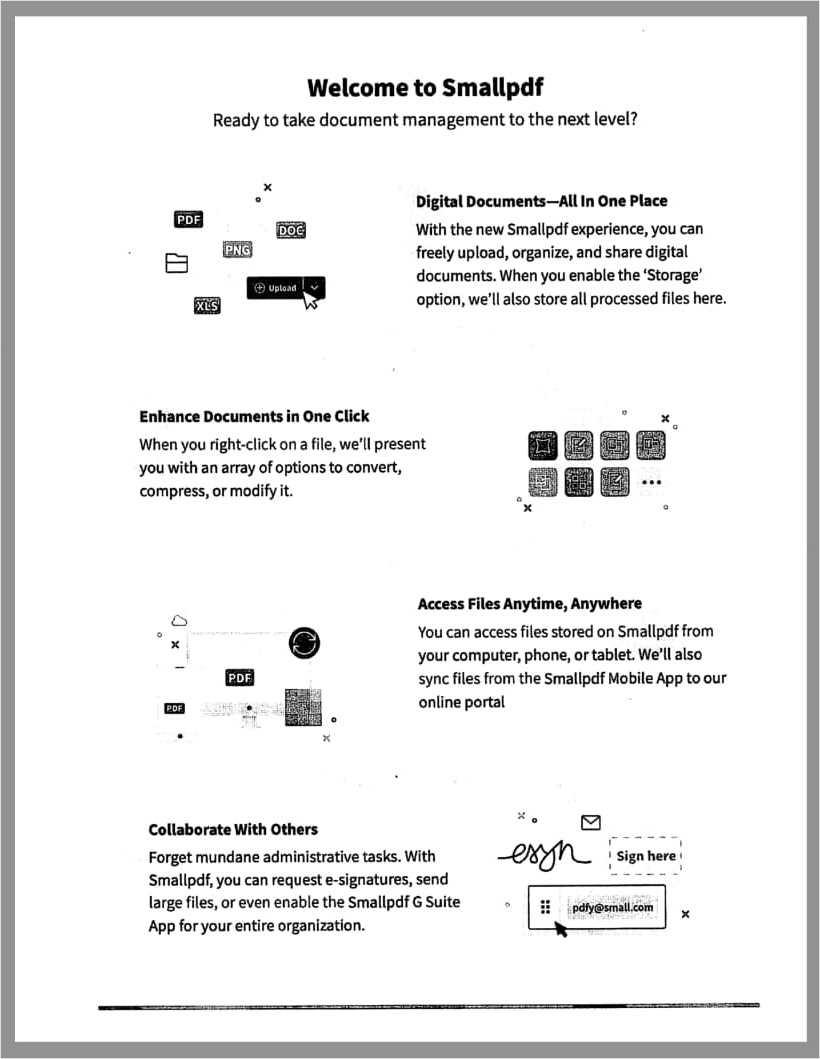 Welcome to Smallpdf
Ready to take document management to the next level?
PDF
DOC
PNG
Upload
XLS
Digital Documents—All In One Place
With the new Smallpdf experience, you can
freely upload, organize, and share digital
documents. When you enable the ‘Storage’
option, we’ll also store all processed files here.
Enhance Documents in One Click
When you right-click on a file, we’ll present
you with an array of options to convert,
compress, or modify it.
PDF
PDF
Access Files Anytime, Anywhere
You can access files stored on Smallpdf from
your computer, phone, or tablet. We’ll also
sync files from the Smallpdf Mobile App to our
online portal
Collaborate With Others
Forget mundane administrative tasks. With
Smallpdf, you can request e-signatures, send
large files, or even enable the Smallpdf G Suite
App for your entire organization.
esyn
Sign here
pdfy@small.com